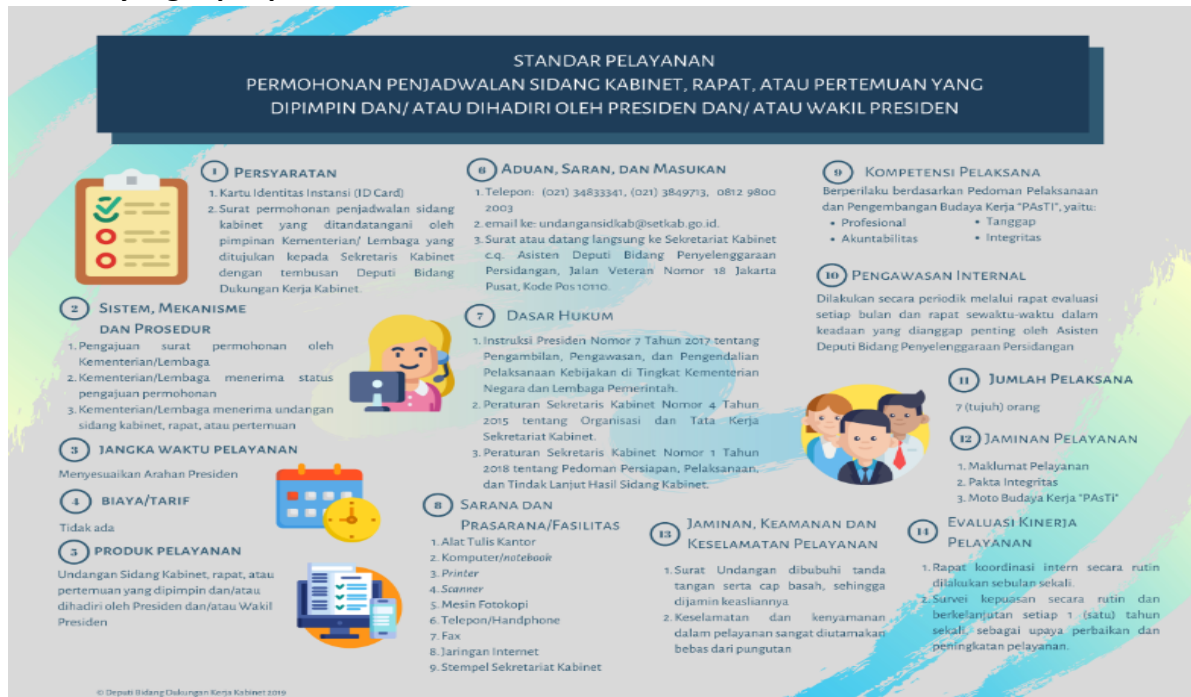 STANDAR PELAYANAN
PERMOHONAN PENJADWALAN SIDANG KABINET, RAPAT, ATAU PERTEMUAN YANG
DIPIMPIN DAN/ ATAU DIHADIRI OLEH PRESIDEN DAN/ ATAU WAKIL PRESIDEN
1 PERSYARATAN
1. Kartu Identitas Instansi (ID Card)
2. Surat permohonan penjadwalan sidang
kabinet yang ditandatangani oleh
pimpinan Kementerian/ Lembaga yang
ditujukan kepada Sekretaris Kabinet
dengan tembusan Deputi Bidang
Dukungan Kerja Kabinet.
2 SISTEM, MEKANISME
DAN PROSEDUR
1. Pengajuan surat permohonan oleh
Kementerian/Lembaga
2. Kementerian/Lembaga menerima status
pengajuan permohonan
3. Kementerian/Lembaga menerima undangan
sidang kabinet, rapat, atau pertemuan
3 JANGKA WAKTU PELAYANAN
Menyesuaikan Arahan Presiden
4 BIAYA/TARIF
Tidak ada
5 PRODUK PELAYANAN
Undangan Sidang Kabinet, rapat, atau
pertemuan yang dipimpin dan/atau
dihadiri oleh Presiden dan/atau Wakil
Presiden
6 ADUAN, SARAN, DAN MASUKAN
1. Telepon: (021) 34833341, (021) 3849713, 0812 9800
2003
2. email ke: undangansidkab@setkab.go.id.
3. Surat atau datang langsung ke Sekretariat Kabinet
c.q. Asisten Deputi Bidang Penyelenggaraan
Persidangan, Jalan Veteran Nomor 18 Jakarta
Pusat, Kode Pos 10110.
7 DASAR HUKUM
1. Instruksi Presiden Nomor 7 Tahun 2017 tentang
Pengambilan, Pengawasan, dan Pengendalian
Pelaksanaan Kebijakan di Tingkat Kementerian
Negara dan Lembaga Pemerintah.
2. Peraturan Sekretaris Kabinet Nomor 4 Tahun
2015 tentang Organisasi dan Tata Kerja
Sekretariat Kabinet.
3. Peraturan Sekretaris Kabinet Nomor 1 Tahun
2018 tentang Pedoman Persiapan, Pelaksanaan,
dan Tindak Lanjut Hasil Sidang Kabinet.
8 SARANA DAN
PRASARANA/FASILITAS
1. Alat Tulis Kantor
2. Komputer/notebook
3. Printer
4. Scanner
5. Mesin Fotokopi
6. Telepon/Handphone
7. Fax
8. Jaringan Internet
9. Stempel Sekretariat Kabinet
9 KOMPETENSI PELAKSANA
Berperilaku berdasarkan Pedoman Pelaksanaan
dan Pengembangan Budaya Kerja "PAsTI", yaitu:
• Profesional • Tanggap
• Akuntabilitas • Integritas
10 PENGAWASAN INTERNAL
Dilakukan secara periodik melalui rapat evaluasi
setiap bulan dan rapat sewaktu-waktu dalam
keadaan yang dianggap penting oleh Asisten
Deputi Bidang Penyelenggaraan Persidangan
11 JUMLAH PELAKSANA
7 (tujuh) orang
12 JAMINAN PELAYANAN
1. Maklumat Pelayanan
2. Pakta Integritas
3. Moto Budaya Kerja "PAsTi"
13 JAMINAN, KEAMANAN DAN
KESELAMATAN PELAYANAN
1. Surat Undangan dibubuhi tanda
tangan serta cap basah, sehingga
dijamin keasliannya
2. Keselamatan dan kenyamanan
dalam pelayanan sangat diutamakan
bebas dari pungutan
14 EVALUASI KINERJA
PELAYANAN
1. Rapat koordinasi intern secara rutin
dilakukan sebulan sekali.
2. Survei kepuasan secara rutin dan
berkelanjutan setiap 1 (satu) tahun
sekali, sebagai upaya perbaikan dan
peningkatan pelayanan.
© Deputi Bidang Dukungan Kerja Kabinet 2019